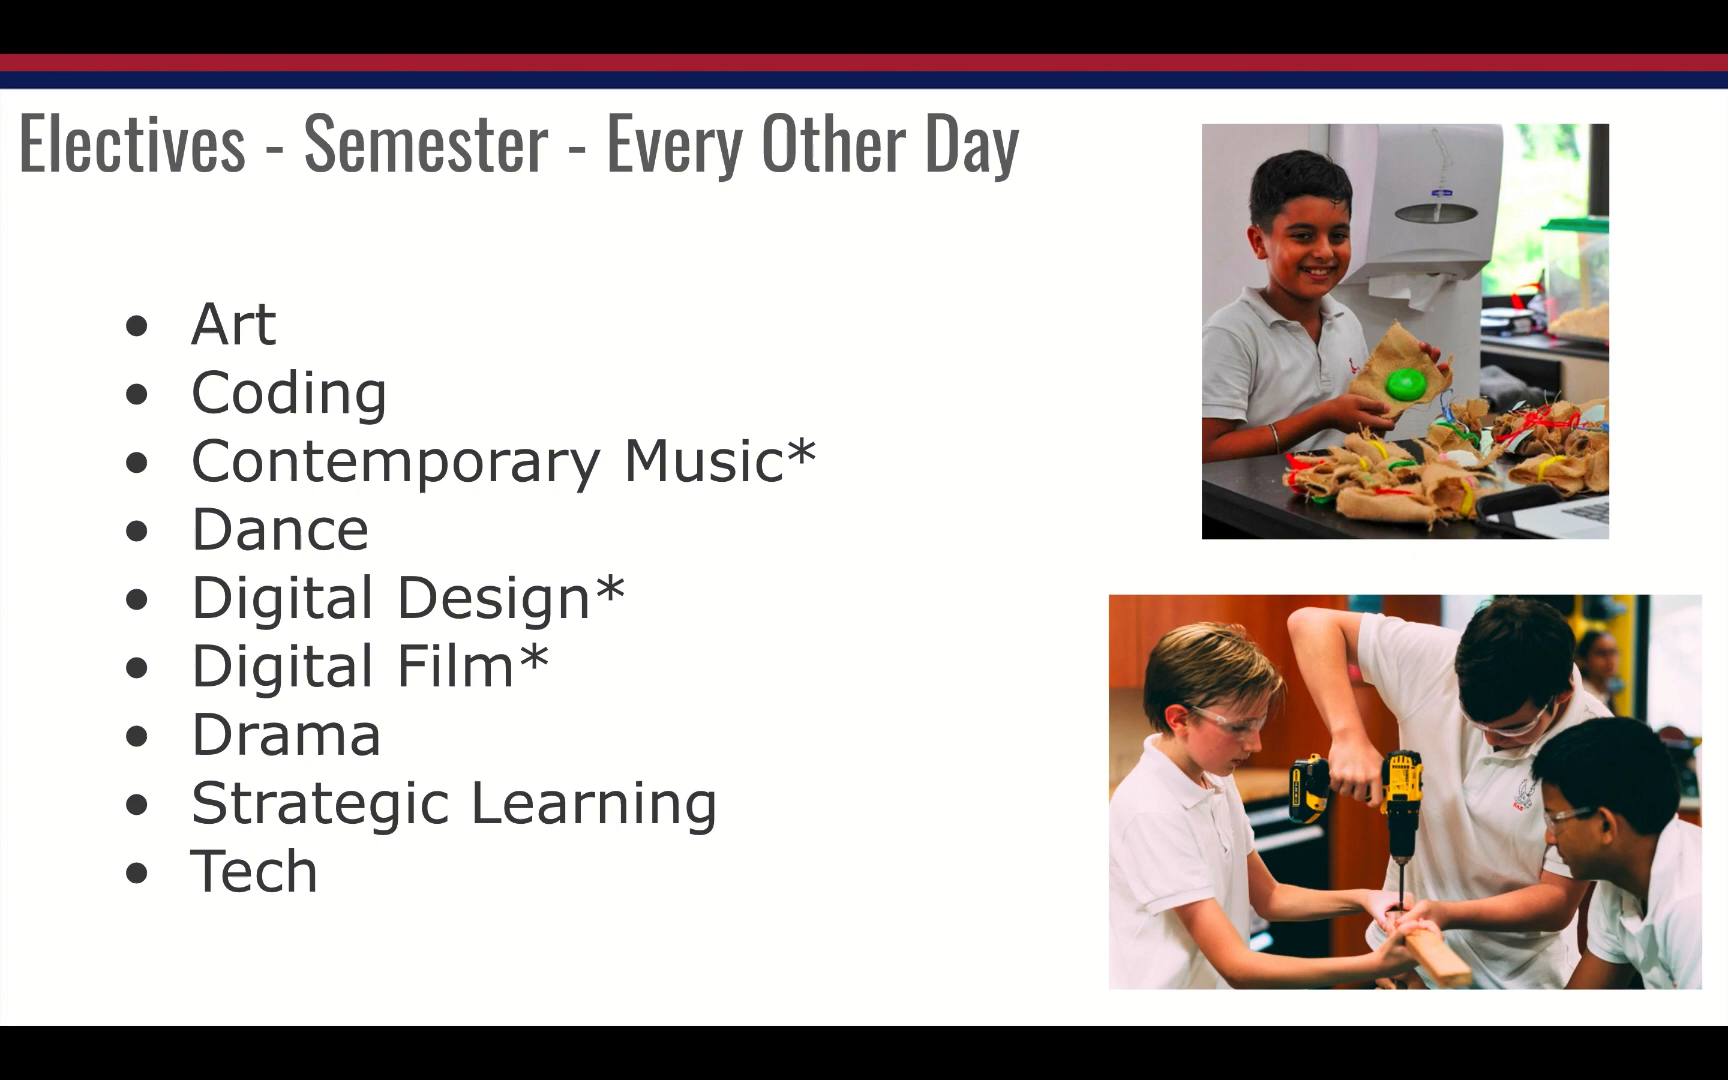 Electives - Semester - Every Other Day
• Art
• Coding
• Contemporary Music*
• Dance
• Digital Design*
• Digital Film*
• Drama
• Strategic Learning
• Tech